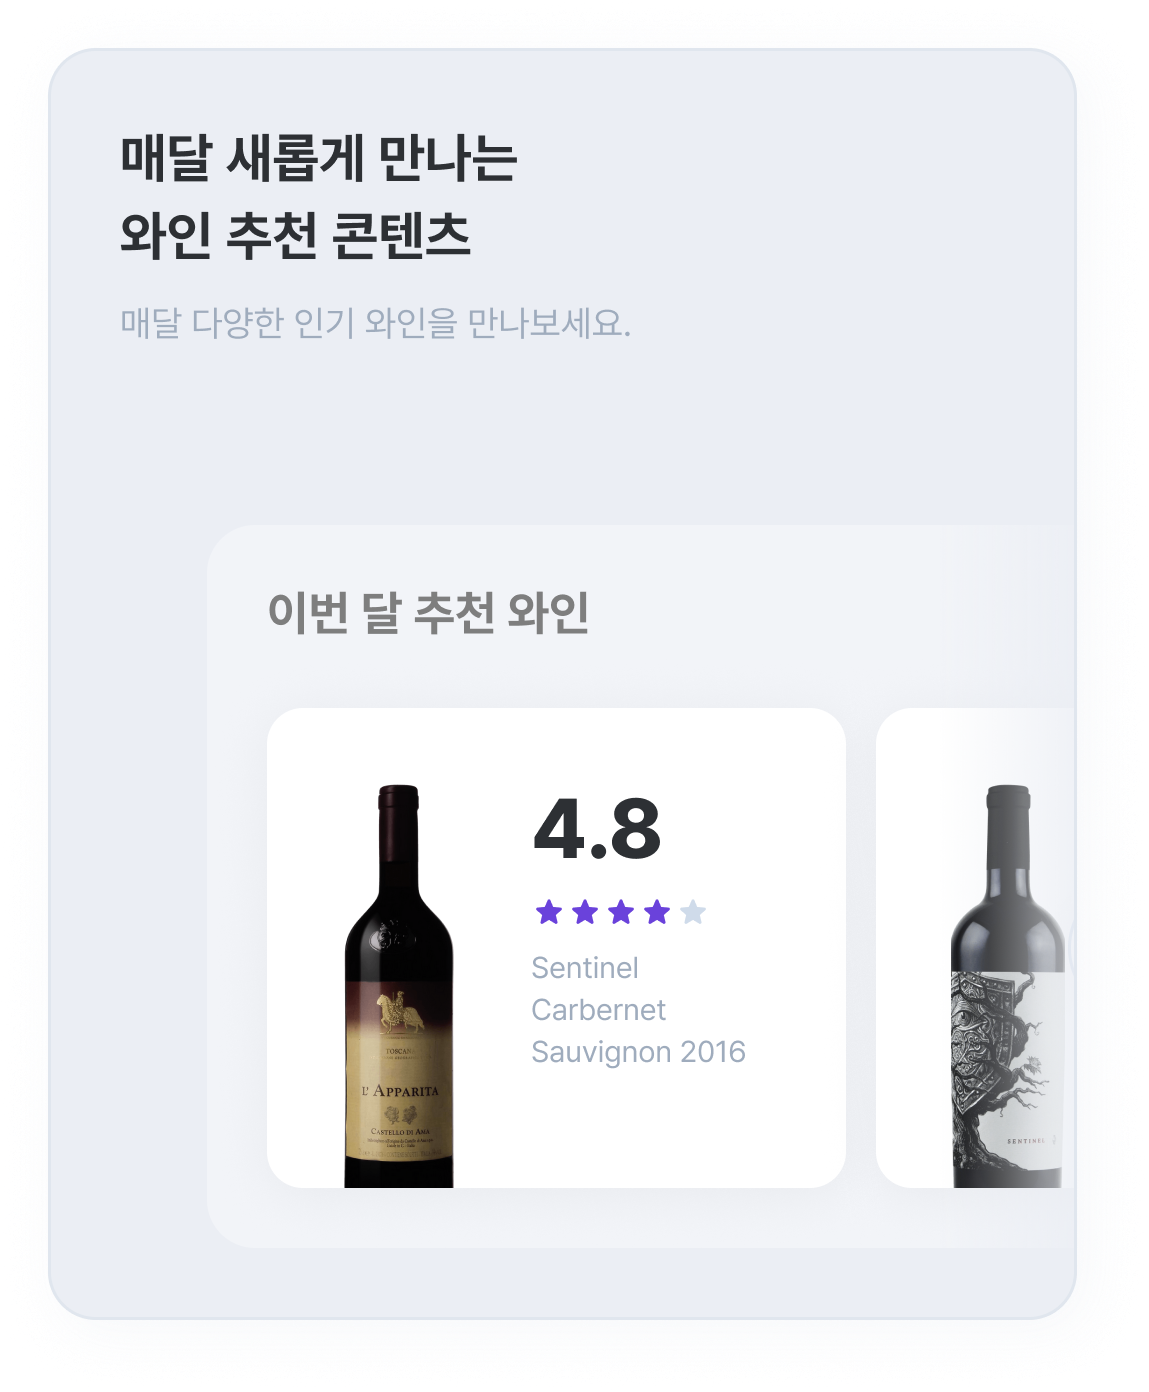 매달 새롭게 만나는
와인 추천 콘텐츠
매달 다양한 인기 와인을 만나보세요.
이번 달 추천 와인
4.8
Sentinel
Carbernet
Sauvignon 2016
TOSCANA
L' APPARITA
CASTELLO DI AMA
SENTINEL